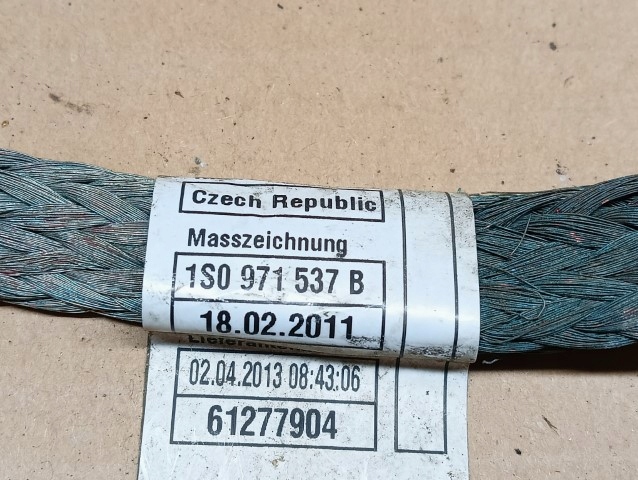 Czech Republic
Masszeichnung
1S0 971 537 B
18.02.2011
02.04.2013 08:43:06
61277904